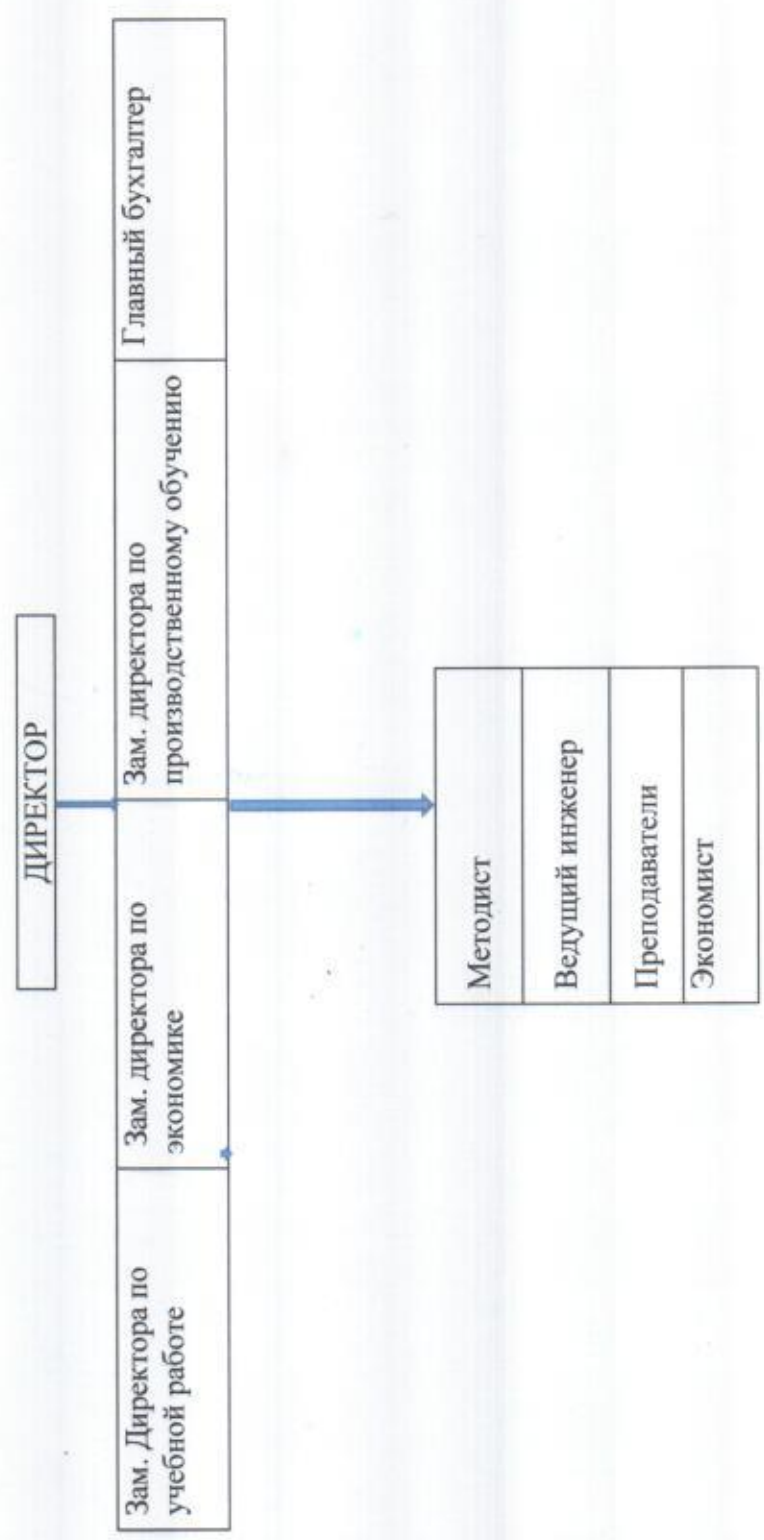 ДИРЕКТОР
Зам. Директора по
учебной работе
Зам. директора по
экономике
Зам. директора по
производственному обучению
Главный бухгалтер
Методист
Ведущий инженер
Преподаватели
Экономист